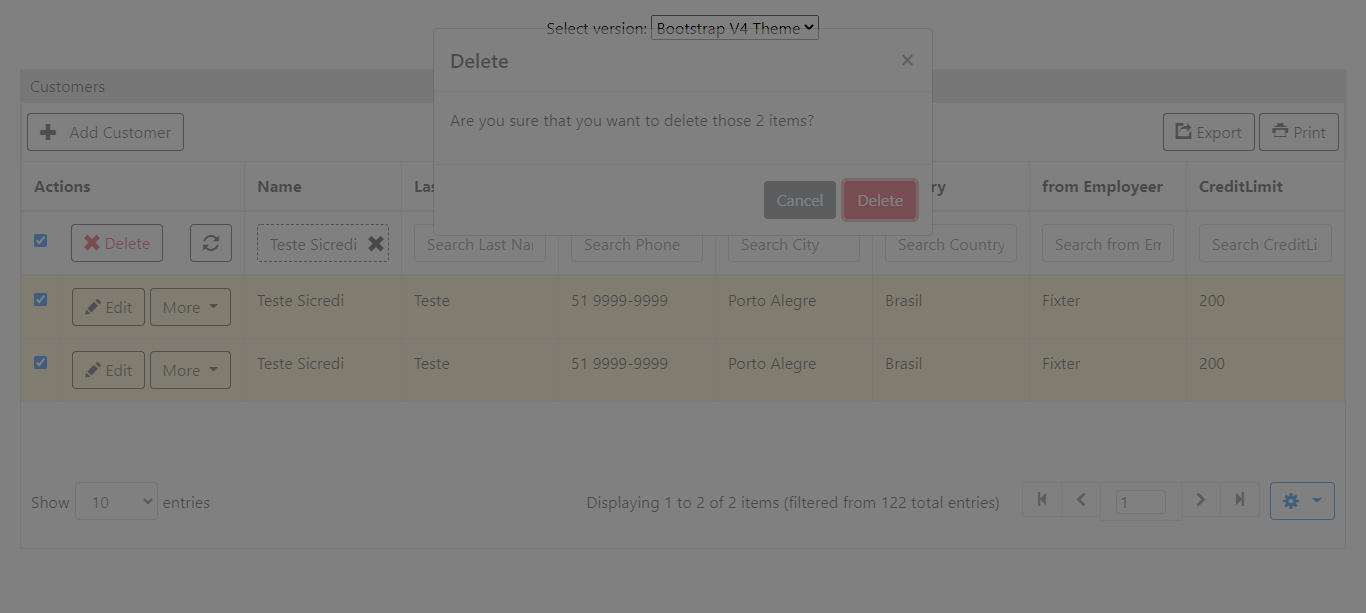 Select version: Bootstrap V4 Theme
Delete ×
Customers
Are you sure that you want to delete those 2 items?
Add Customer Export Print
Cancel Delete
Actions Name Las ry from Employeer CreditLimit
Delete Teste Sicredi Search Last Nar Search Phone Search City Search Country Search from Em Search CreditLi
Edit More Teste Sicredi Teste 51 9999-9999 Porto Alegre Brasil Fixter 200
Edit More Teste Sicredi Teste 51 9999-9999 Porto Alegre Brasil Fixter 200
Show 10 entries Displaying 1 to 2 of 2 items (filtered from 122 total entries) 1